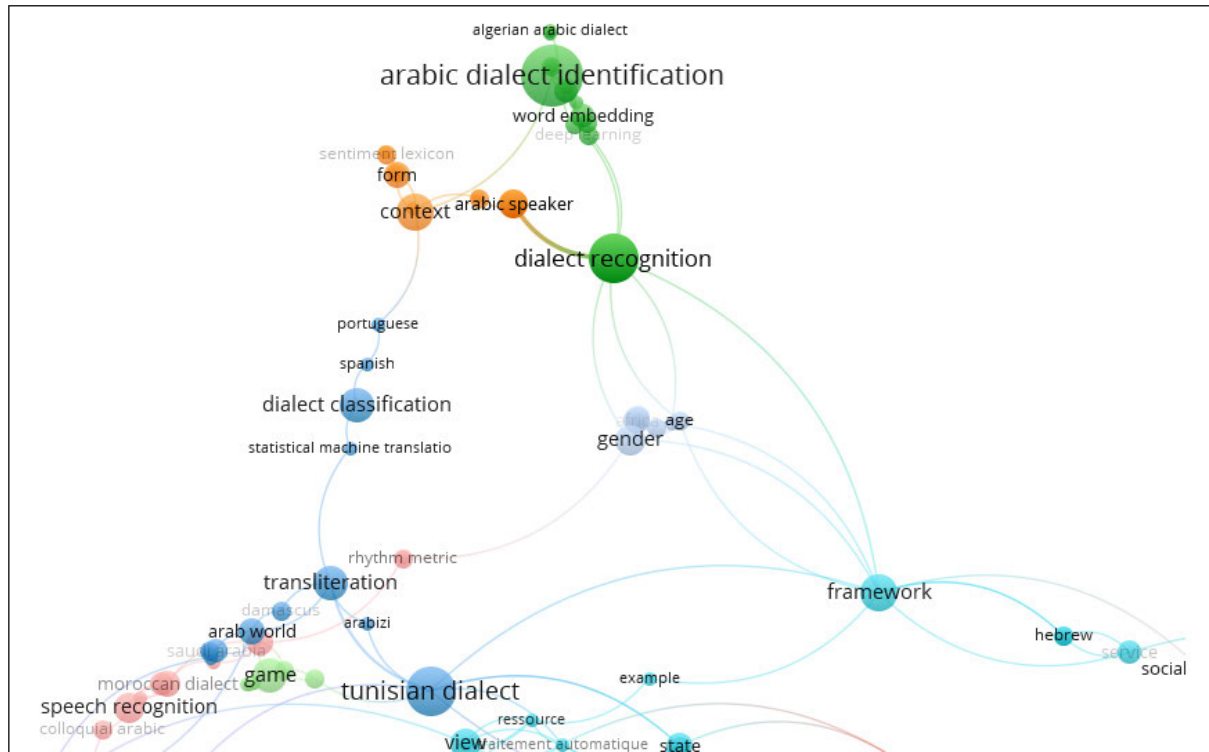 algerian arabic dialect
arabic dialect identification
word embedding
deep learning
sentiment lexicon
form
context
arabic speaker
dialect recognition
portuguese
spanish
dialect classification
statistical machine translatio
africa
age
gender
rhythm metric
transliteration
framework
damascus
arabizi
arab world
hebrew
saudi arabia
service
social
game
example
moroccan dialect
tunisian dialect
speech recognition
ressource
colloquial arabic
view
traitement automatique
state